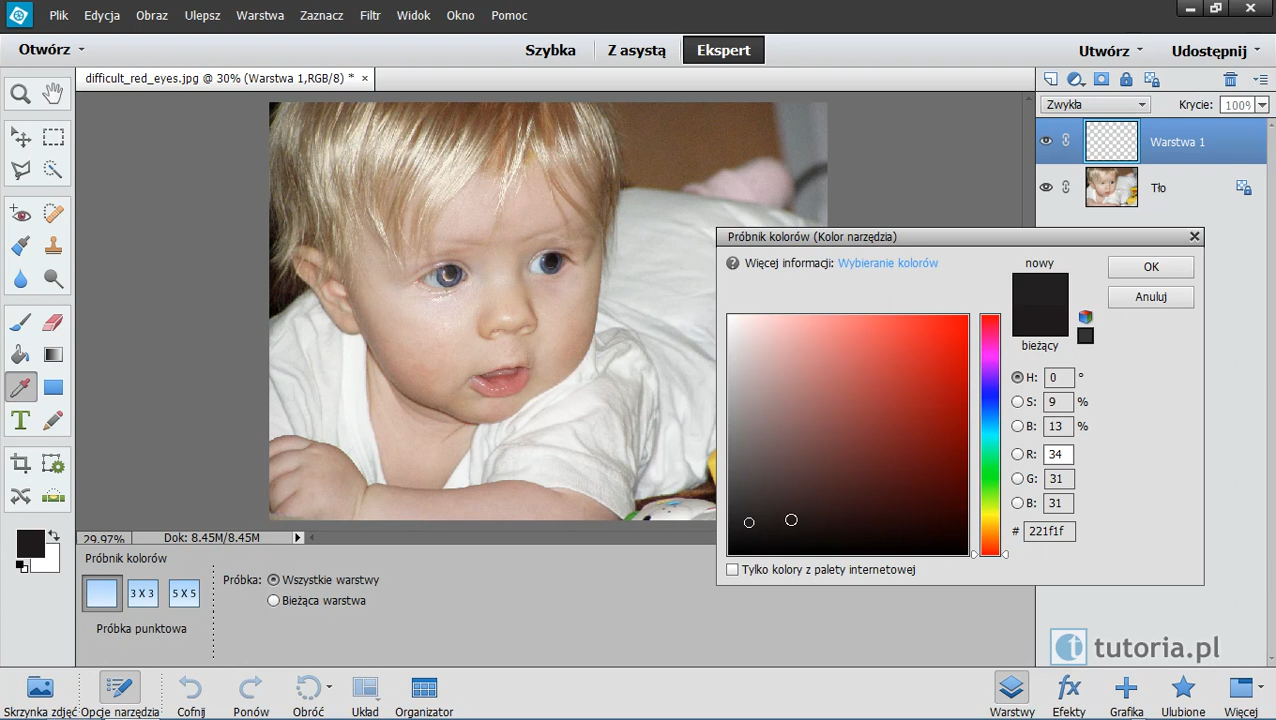 Plik Edycja Obraz Ulepsz Warstwa Zaznacz Filtr Widok Okno Pomoc
Otwórz Szybka Z asystą Ekspert Utwórz Udostępnij
difficult_red_eyes.jpg @ 30% (Warstwa 1,RGB/8) * ×
Zwykła Krycie: 100%
Warstwa 1
Tło
Próbnik kolorów (Kolor narzędzia)
Więcej informacji: Wybieranie kolorów
nowy
OK
Anuluj
bieżący
H: 0 °
S: 9 %
B: 13 %
R: 34
G: 31
B: 31
# 221f1f
Tylko kolory z palety internetowej
29.97% Dok: 8.45M/8.45M
Próbnik kolorów
3 X 3 5 X 5
Próbka punktowa
Próbka: Wszystkie warstwy
Bieżąca warstwa
tutoria.pl
Skrzynka zdjęć Opcje narzędzia Cofnij Ponów Obróć Układ Organizator Warstwy Efekty Grafika Ulubione Więcej